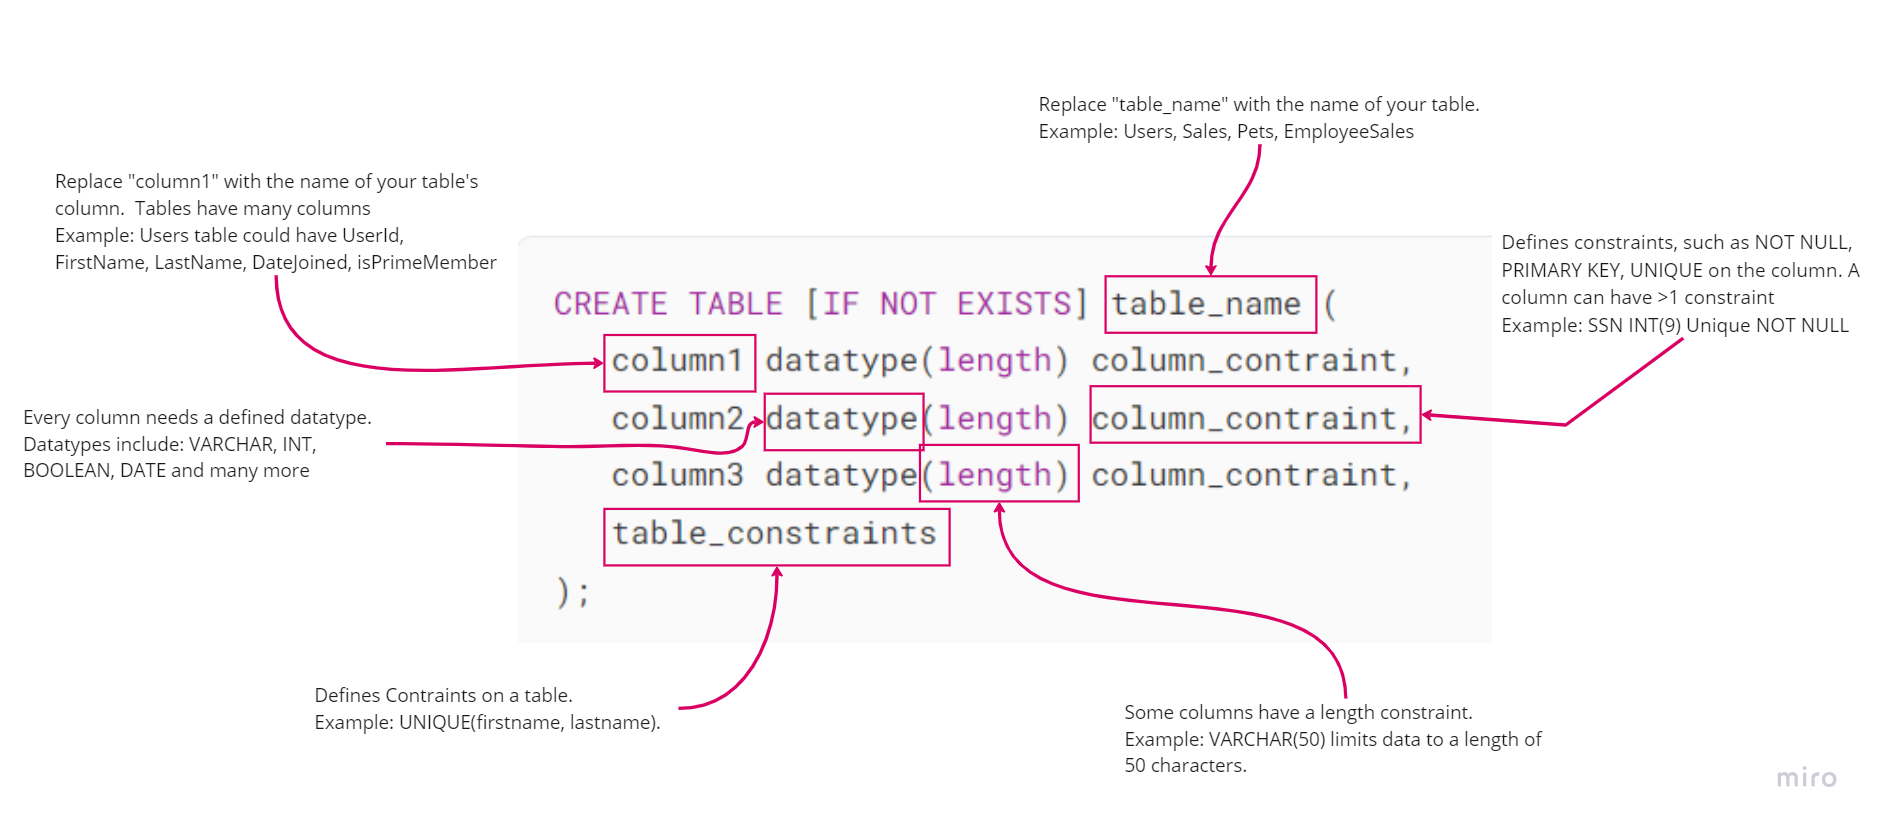 Replace "table_name" with the name of your table.
Example: Users, Sales, Pets, EmployeeSales
Replace "column1" with the name of your table's
column.  Tables have many columns
Example: Users table could have UserId,
FirstName, LastName, DateJoined, isPrimeMember
Defines constraints, such as NOT NULL,
PRIMARY KEY, UNIQUE on the column. A
column can have >1 constraint
Example: SSN INT(9) Unique NOT NULL
CREATE TABLE [IF NOT EXISTS] table_name (
column1 datatype(length) column_contraint,
column2 datatype(length) column_contraint,
column3 datatype(length) column_contraint,
table_constraints
);
Every column needs a defined datatype.
Datatypes include: VARCHAR, INT,
BOOLEAN, DATE and many more
Defines Contraints on a table.
Example: UNIQUE(firstname, lastname).
Some columns have a length constraint.
Example: VARCHAR(50) limits data to a length of
50 characters.
miro